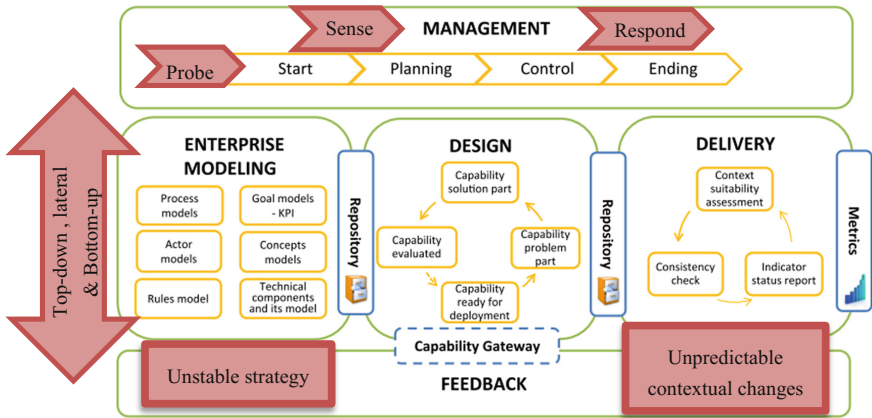 Sense
MANAGEMENT
Respond
Probe
Start
Planning
Control
Ending
Top-down , lateral
& Bottom-up
ENTERPRISE
MODELING
Process
models
Goal models
- KPI
Actor
models
Concepts
models
Rules model
Technical
components
and its model
Repository
DESIGN
Capability
solution part
Capability
evaluated
Capability
problem
part
Capability
ready for
deployment
Repository
DELIVERY
Context
suitability
assessment
Consistency
check
Indicator
status report
Metrics
Capability Gateway
Unstable strategy
FEEDBACK
Unpredictable
contextual changes